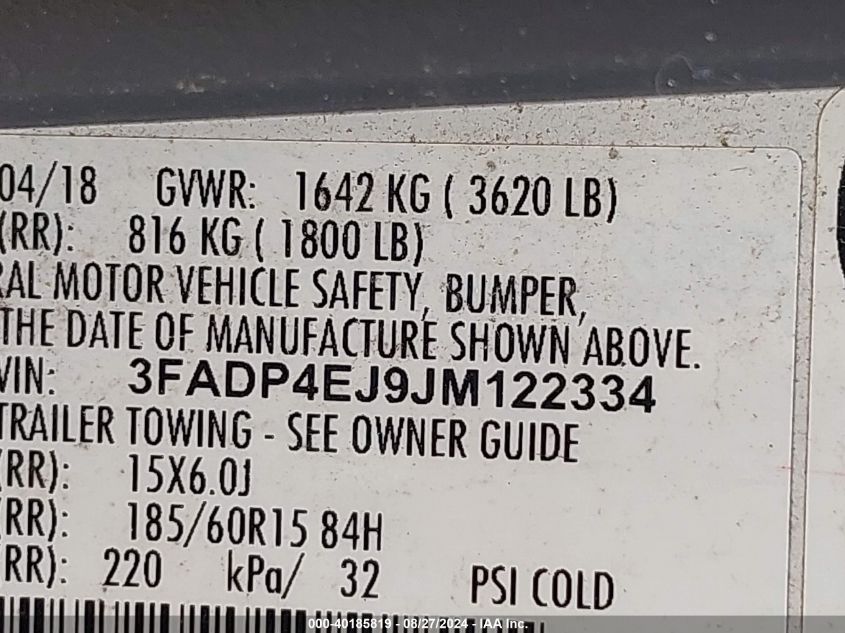 04/18 GVWR: 1642 KG ( 3620 LB)
(RR): 816 KG ( 1800 LB)
RAL MOTOR VEHICLE SAFETY, BUMPER,
THE DATE OF MANUFACTURE SHOWN ABOVE.
VIN: 3FADP4EJ9JM122334
TRAILER TOWING - SEE OWNER GUIDE
(RR): 15X6.0J
(RR): 185/60R15 84H
(RR): 220 kPa/ 32 PSI COLD
000-40185819 - 08/27/2024 - IAA Inc.